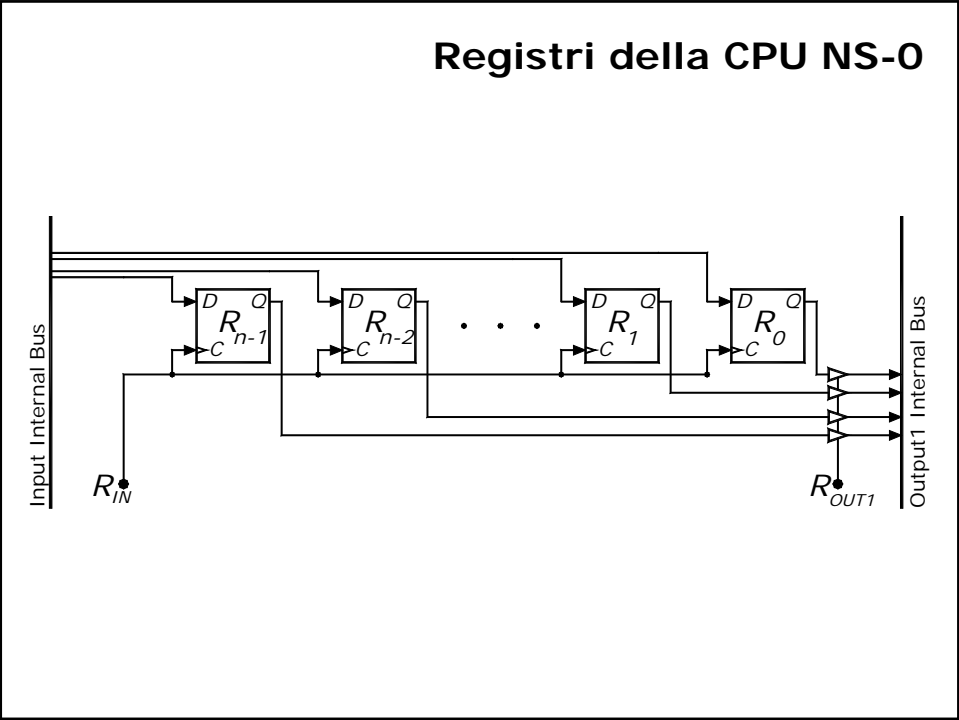 Registri della CPU NS-0
Input Internal Bus
D Q
R n-1
C
D Q
R n-2
C
. . .
D Q
R 1
C
D Q
R 0
C
Output1 Internal Bus
R IN
R OUT1